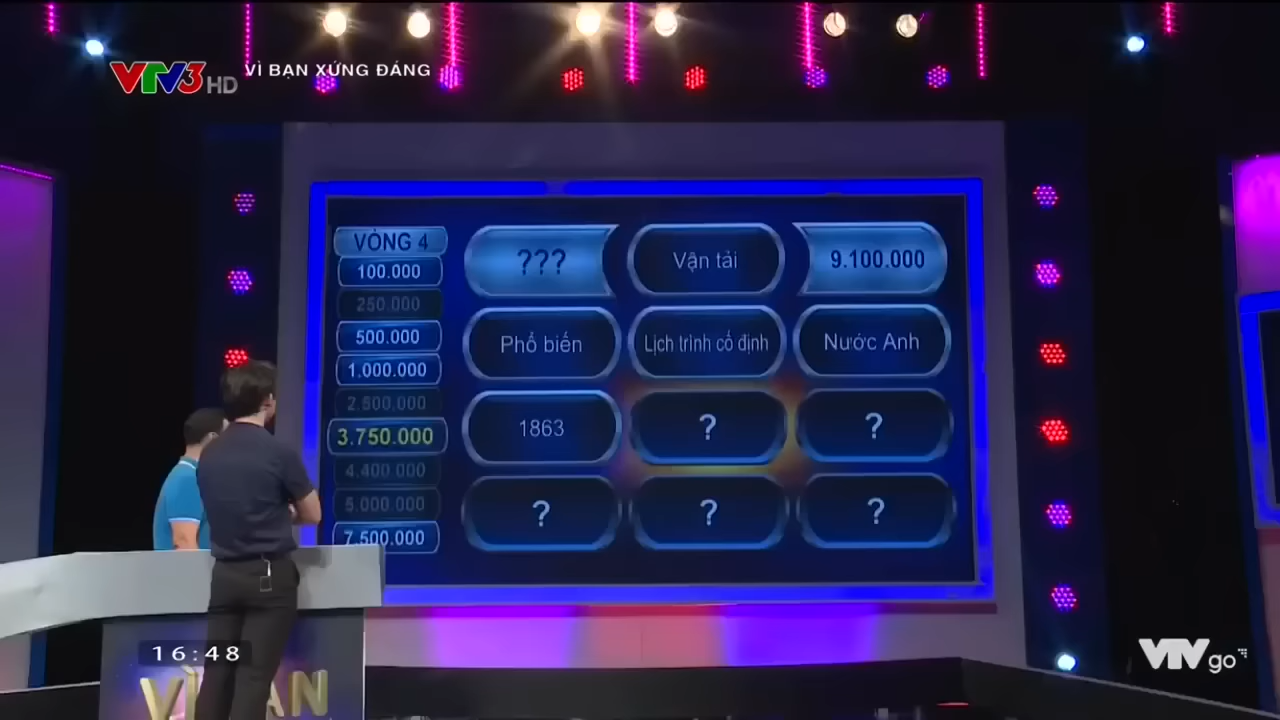 VTV3 HD
VÌ BẠN XỨNG ĐÁNG
VÒNG 4
100.000
250.000
500.000
1.000.000
2.500.000
3.750.000
4.400.000
5.000.000
7.500.000
???
Vận tải
9.100.000
Phổ biến
Lịch trình cố định
Nước Anh
1863
?
?
?
?
?
16:48
VÌ
VTVgo